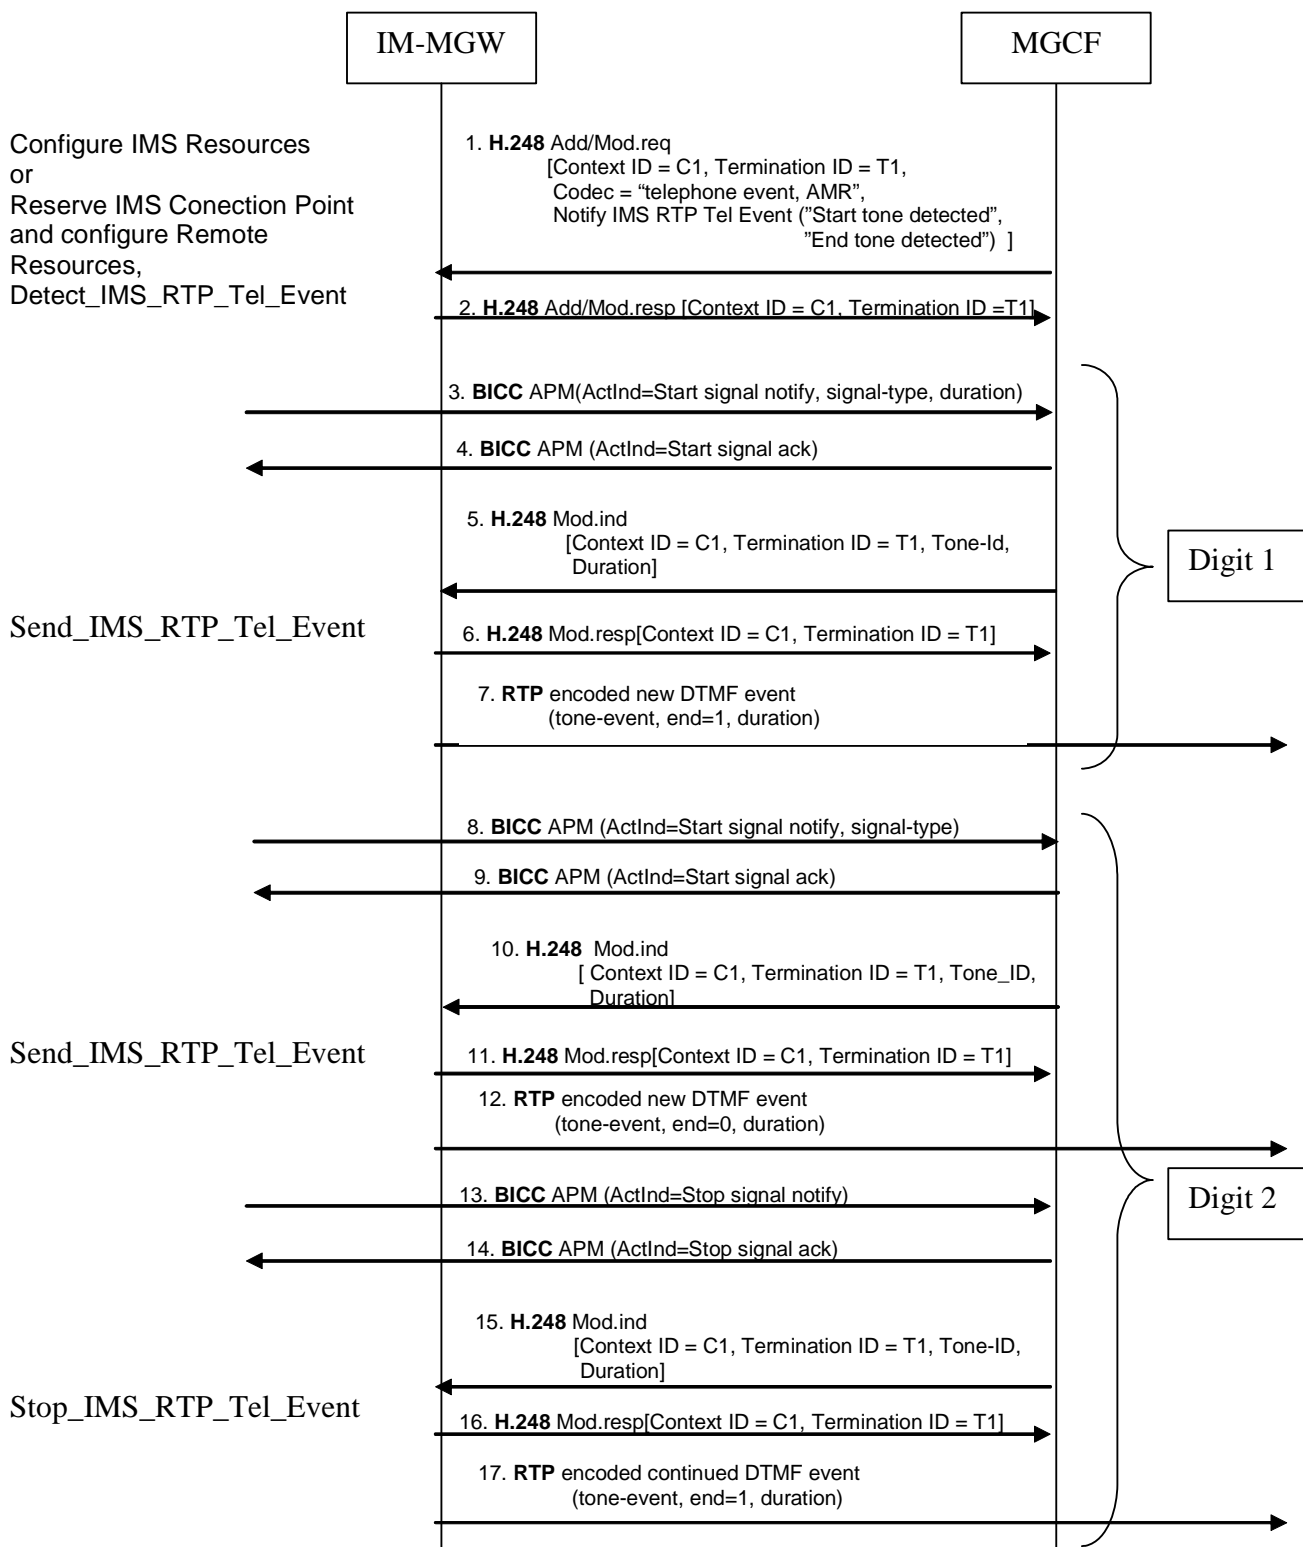 IM-MGW
MGCF
Configure IMS Resources
or
Reserve IMS Conection Point
and configure Remote
Resources,
Detect_IMS_RTP_Tel_Event
1. H.248 Add/Mod.req
[Context ID = C1, Termination ID = T1,
Codec = “telephone event, AMR”,
Notify IMS RTP Tel Event (”Start tone detected”,
”End tone detected”) ]
2. H.248 Add/Mod.resp [Context ID = C1, Termination ID =T1]
3. BICC APM(ActInd=Start signal notify, signal-type, duration)
4. BICC APM (ActInd=Start signal ack)
5. H.248 Mod.ind
[Context ID = C1, Termination ID = T1, Tone-Id,
Duration]
Digit 1
Send_IMS_RTP_Tel_Event
6. H.248 Mod.resp[Context ID = C1, Termination ID = T1]
7. RTP encoded new DTMF event
(tone-event, end=1, duration)
8. BICC APM (ActInd=Start signal notify, signal-type)
9. BICC APM (ActInd=Start signal ack)
10. H.248 Mod.ind
[ Context ID = C1, Termination ID = T1, Tone_ID,
Duration]
Send_IMS_RTP_Tel_Event
11. H.248 Mod.resp[Context ID = C1, Termination ID = T1]
12. RTP encoded new DTMF event
(tone-event, end=0, duration)
13. BICC APM (ActInd=Stop signal notify)
Digit 2
14. BICC APM (ActInd=Stop signal ack)
15. H.248 Mod.ind
[Context ID = C1, Termination ID = T1, Tone-ID,
Duration]
Stop_IMS_RTP_Tel_Event
16. H.248 Mod.resp[Context ID = C1, Termination ID = T1]
17. RTP encoded continued DTMF event
(tone-event, end=1, duration)